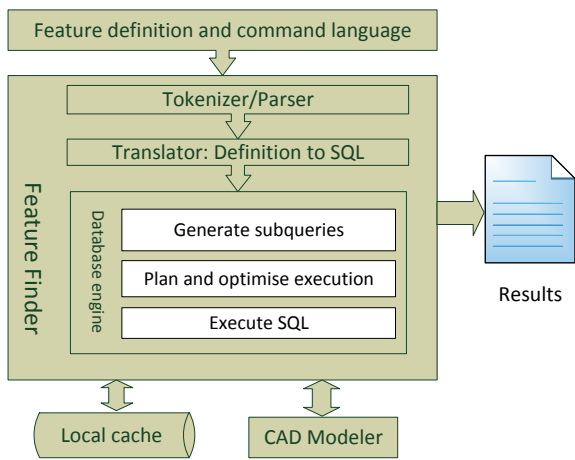 Feature definition and command language
Tokenizer/Parser
Translator: Definition to SQL
Feature Finder
Database engine
Generate subqueries
Plan and optimise execution
Execute SQL
Results
Local cache
CAD Modeler